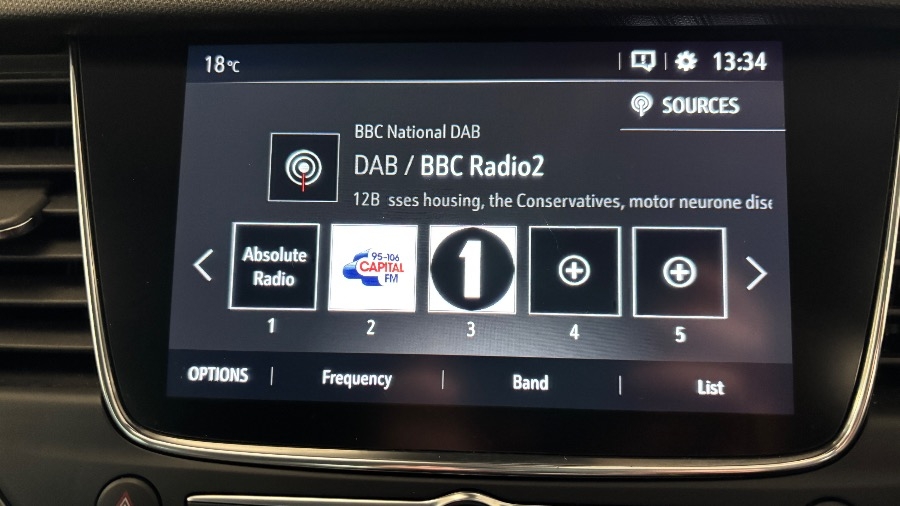 18°C
13:34
SOURCES
BBC National DAB
DAB / BBC Radio2
12B sses housing, the Conservatives, motor neurone dise
Absolute
Radio
95-106
CAPITAL
FM
1
1
2
3
4
5
OPTIONS | Frequency | Band | List